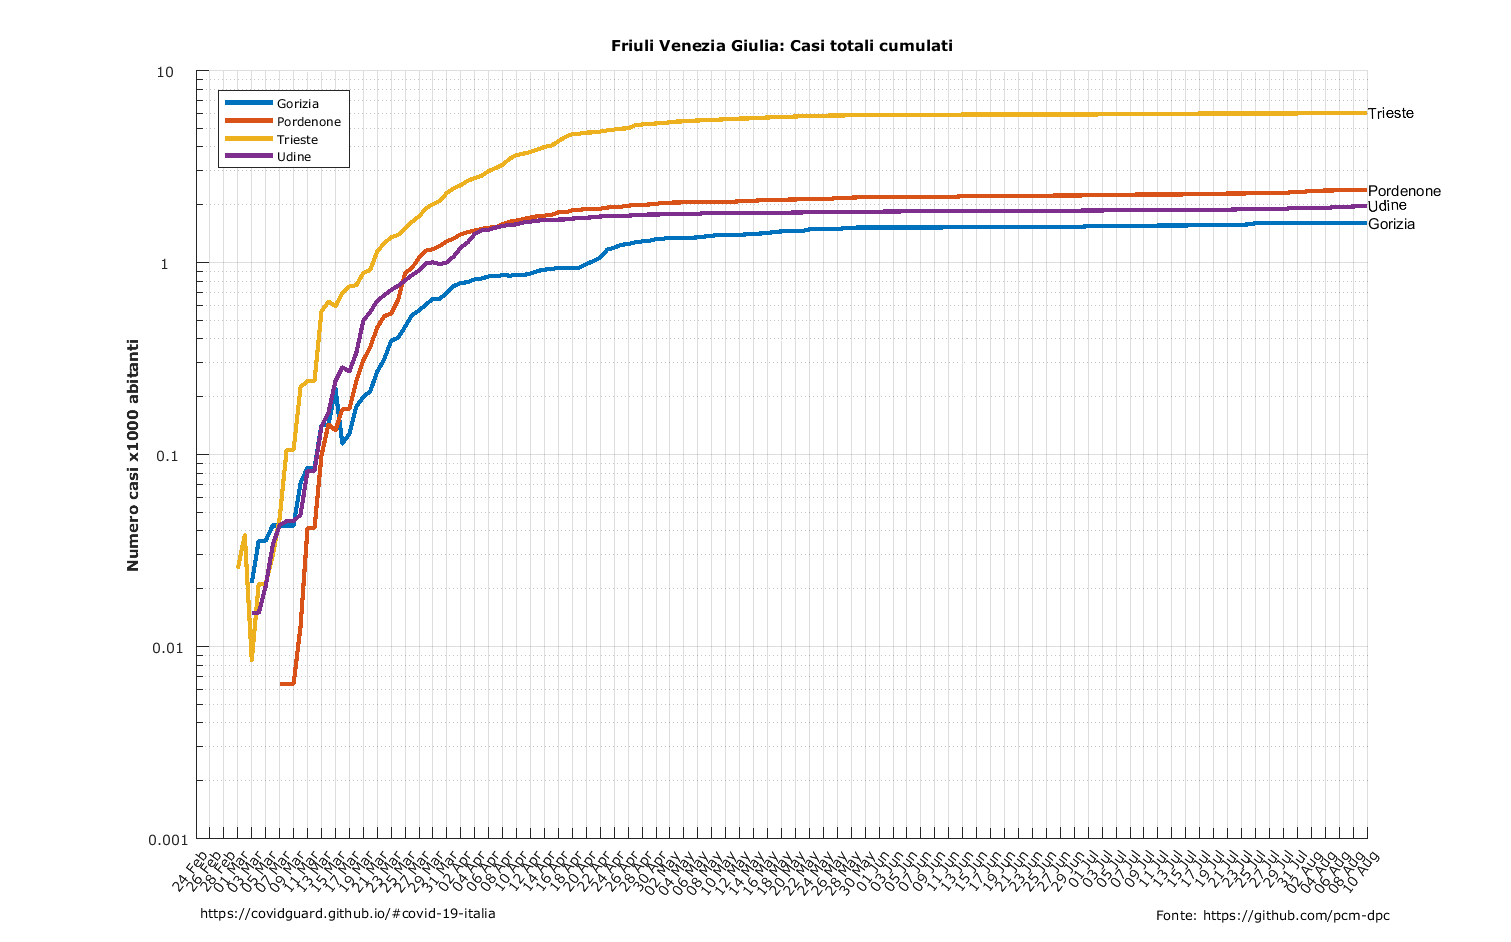 Friuli Venezia Giulia: Casi totali cumulati
10
1
0.1
0.01
0.001
Numero casi x1000 abitanti
Gorizia
Pordenone
Trieste
Udine
Trieste
Pordenone
Udine
Gorizia
24 Feb
26 Feb
28 Feb
01 Mar
03 Mar
05 Mar
07 Mar
09 Mar
11 Mar
13 Mar
15 Mar
17 Mar
19 Mar
21 Mar
23 Mar
25 Mar
27 Mar
29 Mar
31 Mar
02 Apr
04 Apr
06 Apr
08 Apr
10 Apr
12 Apr
14 Apr
16 Apr
18 Apr
20 Apr
22 Apr
24 Apr
26 Apr
28 Apr
30 Apr
02 May
04 May
06 May
08 May
10 May
12 May
14 May
16 May
18 May
20 May
22 May
24 May
26 May
28 May
30 May
01 Jun
03 Jun
05 Jun
07 Jun
09 Jun
11 Jun
13 Jun
15 Jun
17 Jun
19 Jun
21 Jun
23 Jun
25 Jun
27 Jun
29 Jun
01 Jul
03 Jul
05 Jul
07 Jul
09 Jul
11 Jul
13 Jul
15 Jul
17 Jul
19 Jul
21 Jul
23 Jul
25 Jul
27 Jul
29 Jul
31 Jul
02 Aug
04 Aug
06 Aug
08 Aug
10 Aug
https://covidguard.github.io/#covid-19-italia
Fonte: https://github.com/pcm-dpc